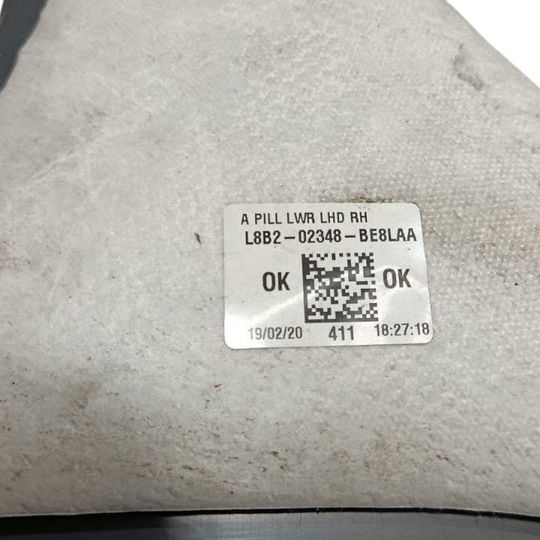 A PILL LWR LHD RH
L8B2-02348-BE8LAA
OK OK
19/02/20 411 18:27:18